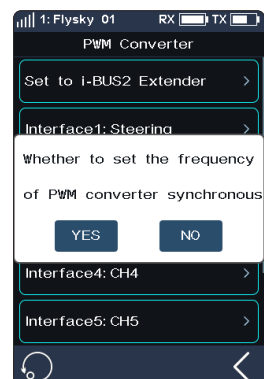 1: Flysky 01 RX TX
PWM Converter
Set to i-BUS2 Extender >
Interface1: Steering >
Whether to set the frequency
of PWM converter synchronous
YES NO
Interface4: CH4 >
Interface5: CH5 >